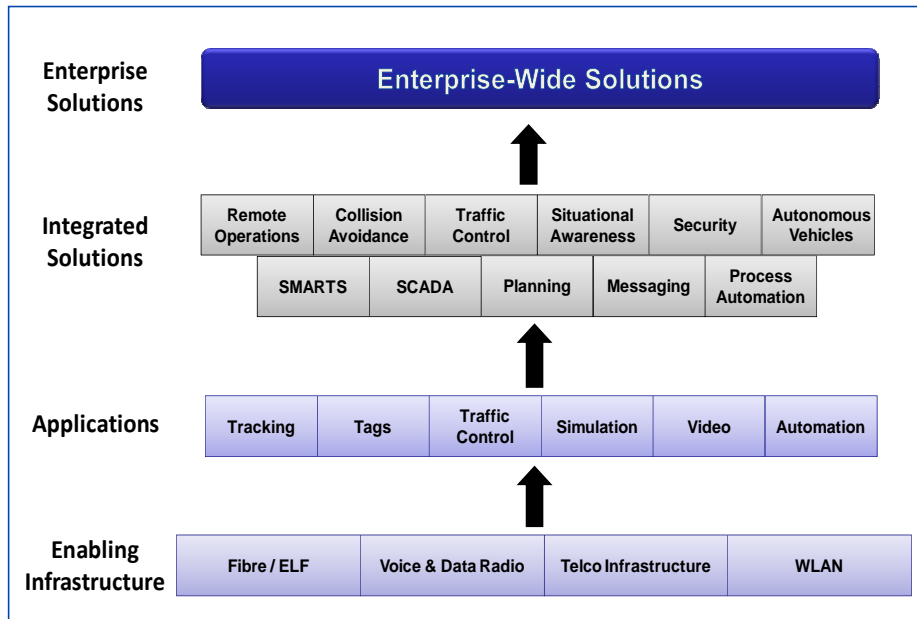 Enterprise
Solutions
Enterprise-Wide Solutions
Integrated
Solutions
Remote
Operations
Collision
Avoidance
Traffic
Control
Situational
Awareness
Security
Autonomous
Vehicles
SMARTS
SCADA
Planning
Messaging
Process
Automation
Applications
Tracking
Tags
Traffic
Control
Simulation
Video
Automation
Enabling
Infrastructure
Fibre / ELF
Voice & Data Radio
Telco Infrastructure
WLAN